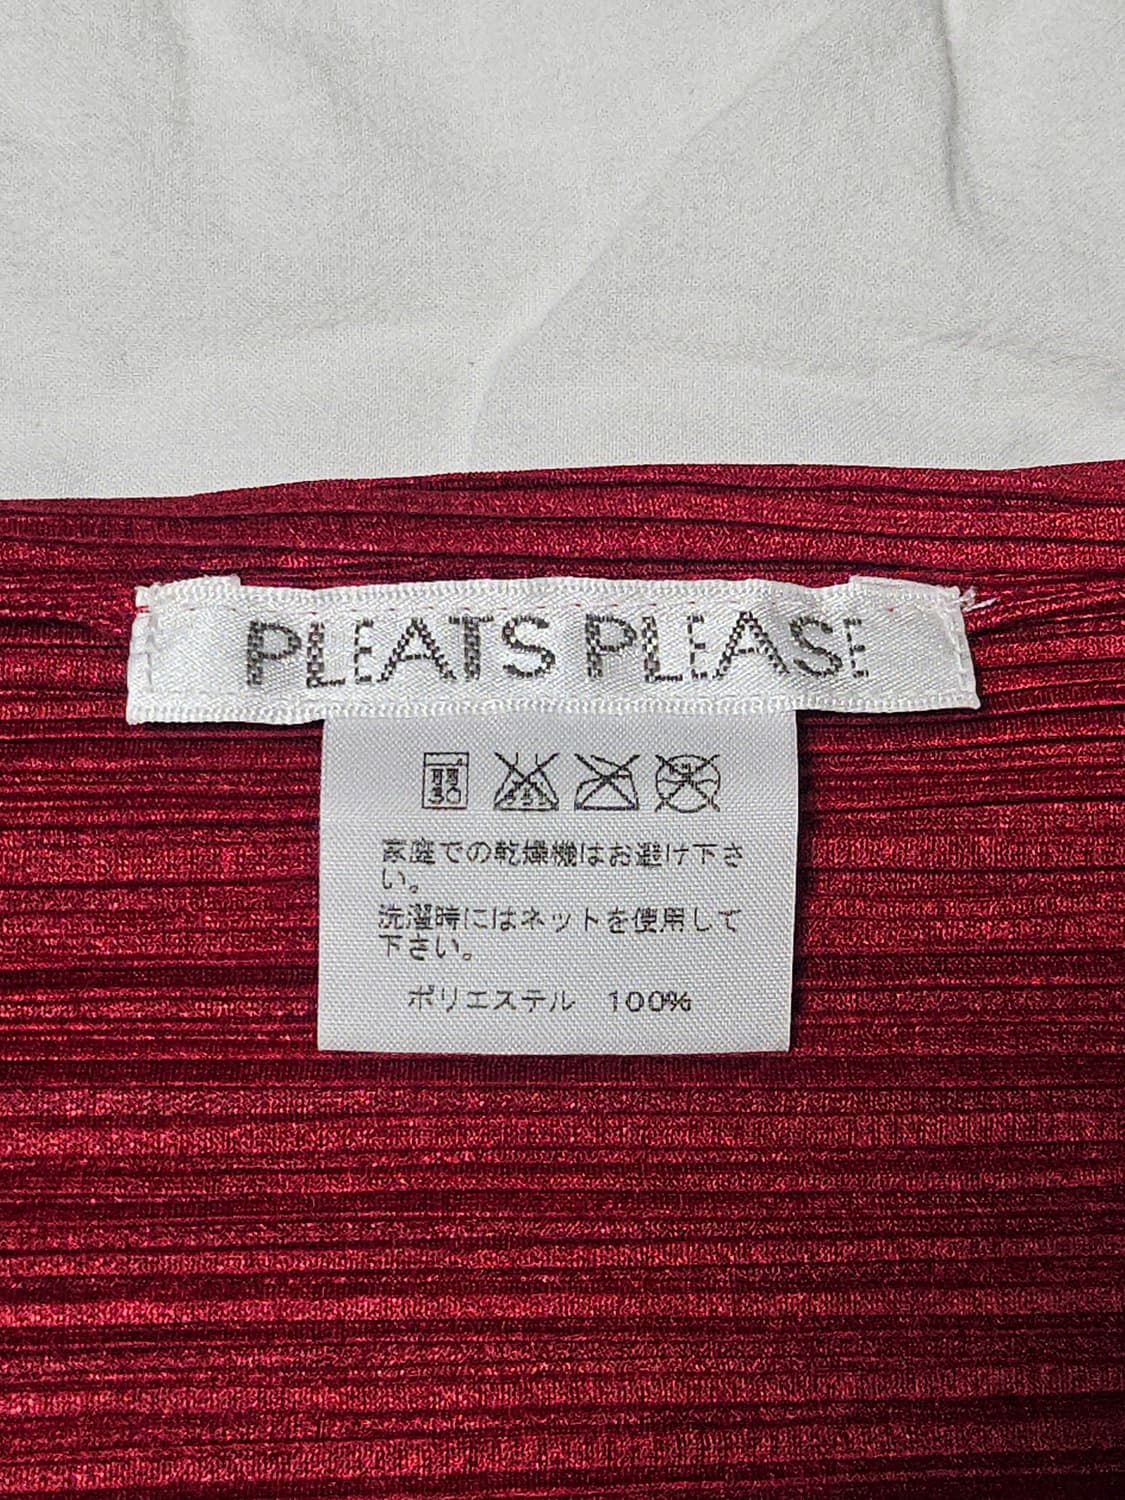 PLEATS PLEASE
30
家庭での乾燥機はお避け下さ
い。
洗濯時にはネットを使用して
下さい。
ポリエステル 100%